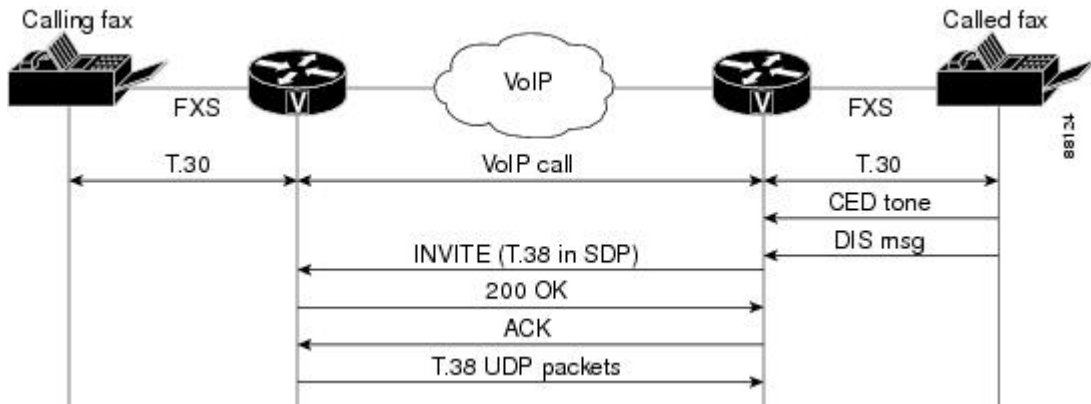 Calling fax
Called fax
VoIP
V
V
FXS
FXS
88124
T.30
VoIP call
T.30
CED tone
DIS msg
INVITE (T.38 in SDP)
200 OK
ACK
T.38 UDP packets